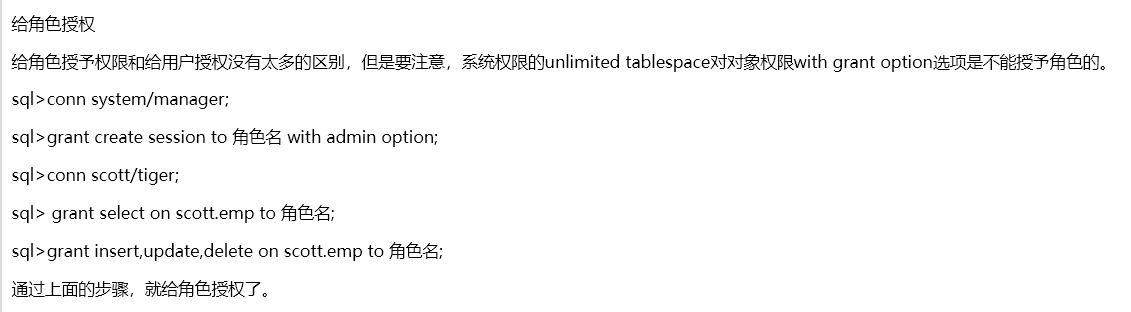 给角色授权
给角色授予权限和给用户授权没有太多的区别，但是要注意，系统权限的unlimited tablespace对对象权限with grant option选项是不能授予角色的。
sql>conn system/manager;
sql>grant create session to 角色名 with admin option;
sql>conn scott/tiger;
sql> grant select on scott.emp to 角色名;
sql>grant insert,update,delete on scott.emp to 角色名;
通过上面的步骤，就给角色授权了。